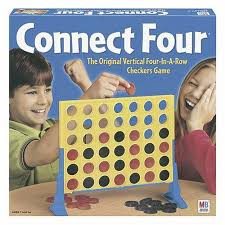 Connect Four
The Original Vertical Four-In-A-Row
Checkers Game
MB